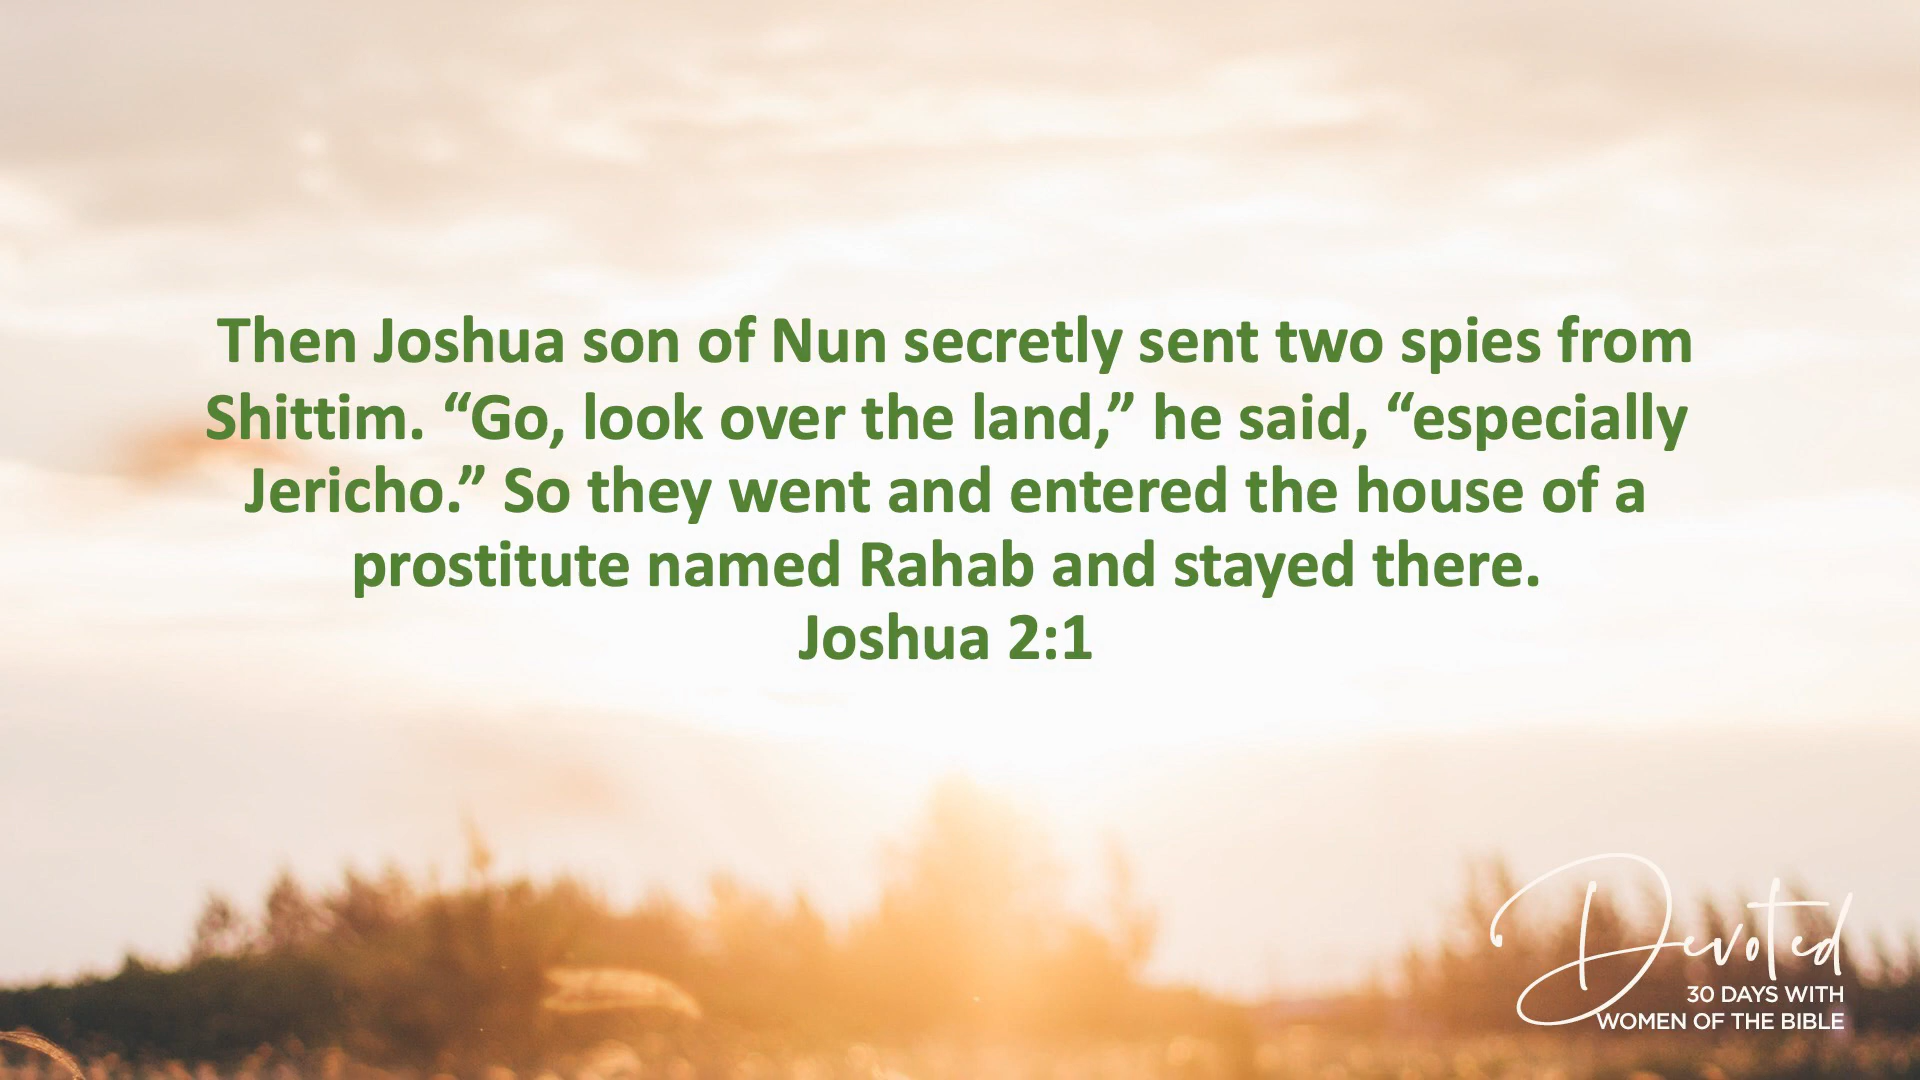 Then Joshua son of Nun secretly sent two spies from
Shittim. “Go, look over the land,” he said, “especially
Jericho.” So they went and entered the house of a
prostitute named Rahab and stayed there.
Joshua 2:1
Devoted
30 DAYS WITH
WOMEN OF THE BIBLE